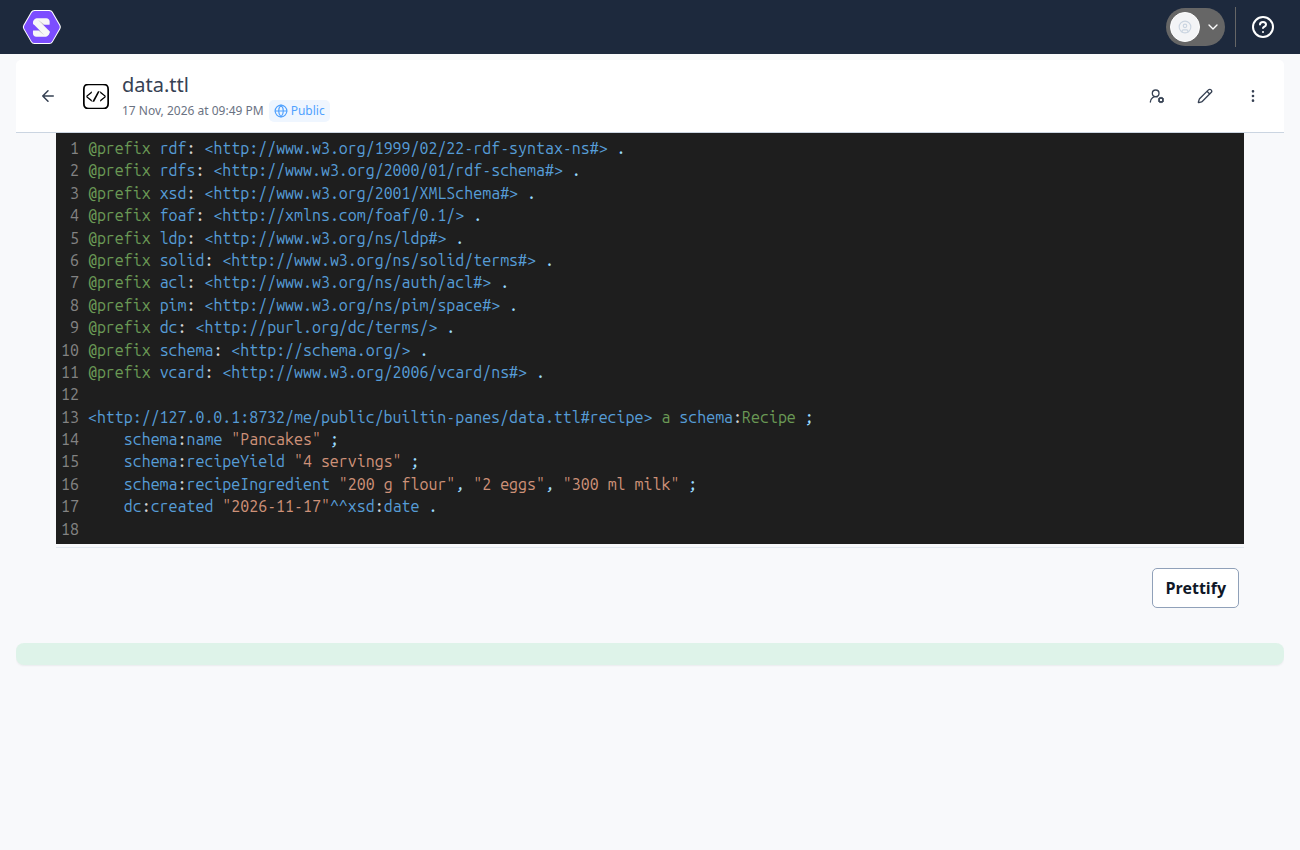 data.ttl
17 Nov, 2026 at 09:49 PM Public
1 @prefix rdf: <http://www.w3.org/1999/02/22-rdf-syntax-ns#> .
2 @prefix rdfs: <http://www.w3.org/2000/01/rdf-schema#> .
3 @prefix xsd: <http://www.w3.org/2001/XMLSchema#> .
4 @prefix foaf: <http://xmlns.com/foaf/0.1/> .
5 @prefix ldp: <http://www.w3.org/ns/ldp#> .
6 @prefix solid: <http://www.w3.org/ns/solid/terms#> .
7 @prefix acl: <http://www.w3.org/ns/auth/acl#> .
8 @prefix pim: <http://www.w3.org/ns/pim/space#> .
9 @prefix dc: <http://purl.org/dc/terms/> .
10 @prefix schema: <http://schema.org/> .
11 @prefix vcard: <http://www.w3.org/2006/vcard/ns#> .
12
13 <http://127.0.0.1:8732/me/public/builtin-panes/data.ttl#recipe> a schema:Recipe ;
14     schema:name "Pancakes" ;
15     schema:recipeYield "4 servings" ;
16     schema:recipeIngredient "200 g flour", "2 eggs", "300 ml milk" ;
17     dc:created "2026-11-17"^^xsd:date .
18
Prettify